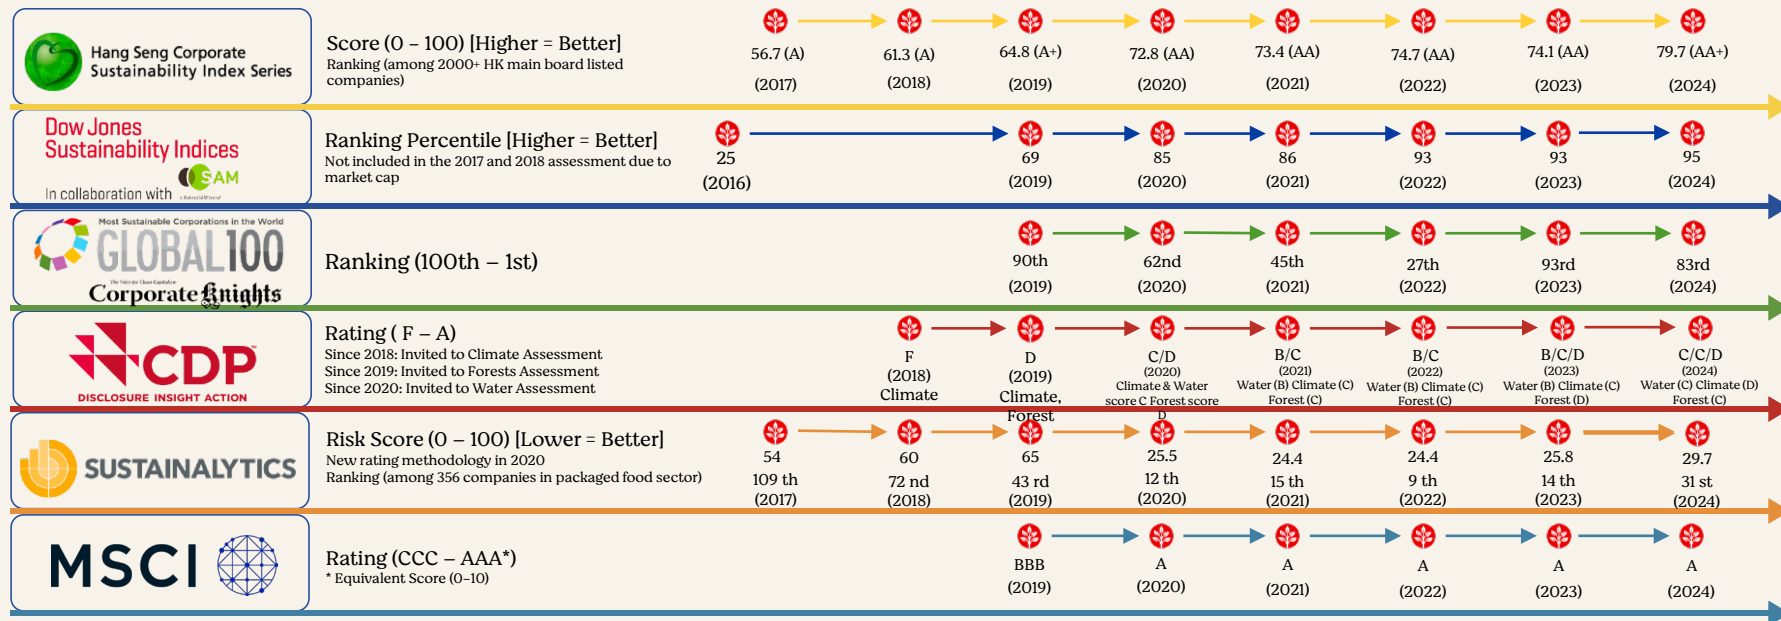 Hang Seng Corporate
Sustainability Index Series
Score (0 – 100) [Higher = Better]
Ranking (among 2000+ HK main board listed
companies)
56.7 (A)
61.3 (A)
64.8 (A+)
72.8 (AA)
73.4 (AA)
74.7 (AA)
74.1 (AA)
79.7 (AA+)
(2017)
(2018)
(2019)
(2020)
(2021)
(2022)
(2023)
(2024)
Dow Jones
Sustainability Indices
In collaboration with
SAM
Ranking Percentile [Higher = Better]
Not included in the 2017 and 2018 assessment due to
market cap
25
69
85
86
93
93
95
(2016)
(2019)
(2020)
(2021)
(2022)
(2023)
(2024)
Most Sustainable Corporations in the World
GLOBAL100
Corporate Knights
Ranking (100th – 1st)
90th
62nd
45th
27th
93rd
83rd
(2019)
(2020)
(2021)
(2022)
(2023)
(2024)
CDP
DISCLOSURE INSIGHT ACTION
Rating ( F – A)
Since 2018: Invited to Climate Assessment
Since 2019: Invited to Forests Assessment
Since 2020: Invited to Water Assessment
F
(2018)
Climate
D
(2019)
Climate,
Forest
C/D
(2020)
Climate & Water
score C Forest score
D
B/C
(2021)
Water (B) Climate (C)
Forest (C)
B/C
(2022)
Water (B) Climate (C)
Forest (C)
B/C/D
(2023)
Water (B) Climate (C)
Forest (D)
C/C/D
(2024)
Water (C) Climate (D)
Forest (C)
SUSTAINALYTICS
Risk Score (0 – 100) [Lower = Better]
New rating methodology in 2020
Ranking (among 356 companies in packaged food sector)
54
60
65
25.5
24.4
24.4
25.8
29.7
109 th
72 nd
43 rd
12 th
15 th
9 th
14 th
31 st
(2017)
(2018)
(2019)
(2020)
(2021)
(2022)
(2023)
(2024)
MSCI
Rating (CCC – AAA*)
* Equivalent Score (0-10)
BBB
A
A
A
A
A
(2019)
(2020)
(2021)
(2022)
(2023)
(2024)